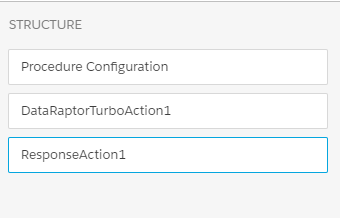 STRUCTURE
Procedure Configuration
DataRaptorTurboAction1
ResponseAction1